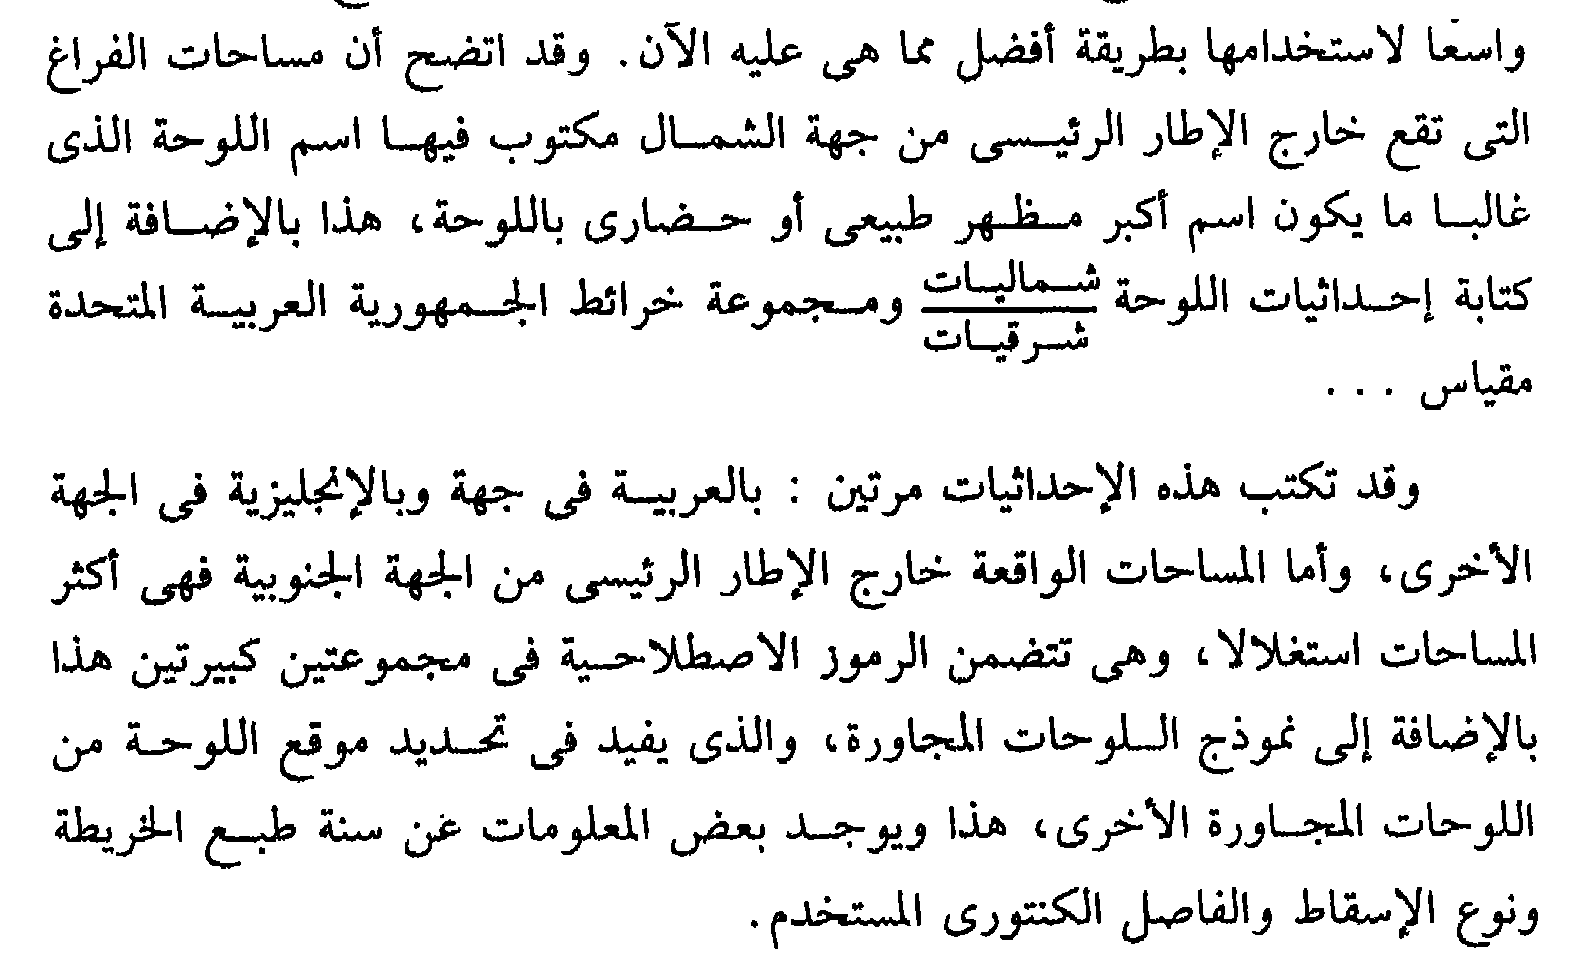 واسعا لاستخدامها بطريقة أفضل مما هى عليه الآن. وقد اتضح أن مساحات الفراغ
التى تقع خارج الإطار الرئيسى من جهة الشمال مكتوب فيها اسم اللوحة الذى
غالبا ما يكون اسم أكبر مظهر طبيعى أو حضارى باللوحة، هذا بالإضافة إلى
كتابة إحداثيات اللوحة شماليات / شرقيات ومجموعة خرائط الجمهورية العربية المتحدة
مقياس . . .
وقد تكتب هذه الإحداثيات مرتين : بالعربية فى جهة وبالإنجليزية فى الجهة
الأخرى، وأما المساحات الواقعة خارج الإطار الرئيسى من الجهة الجنوبية فهى أكثر
المساحات استغلالا، وهى تتضمن الرموز الاصطلاحية فى مجموعتين كبيرتين هذا
بالإضافة إلى نموذج السلوحات المجاورة، والذى يفيد فى تحديد موقع اللوحة من
اللوحات المجاورة الأخرى، هذا ويوجد بعض المعلومات عن سنة طبع الخريطة
ونوع الإسقاط والفاصل الكنتورى المستخدم.